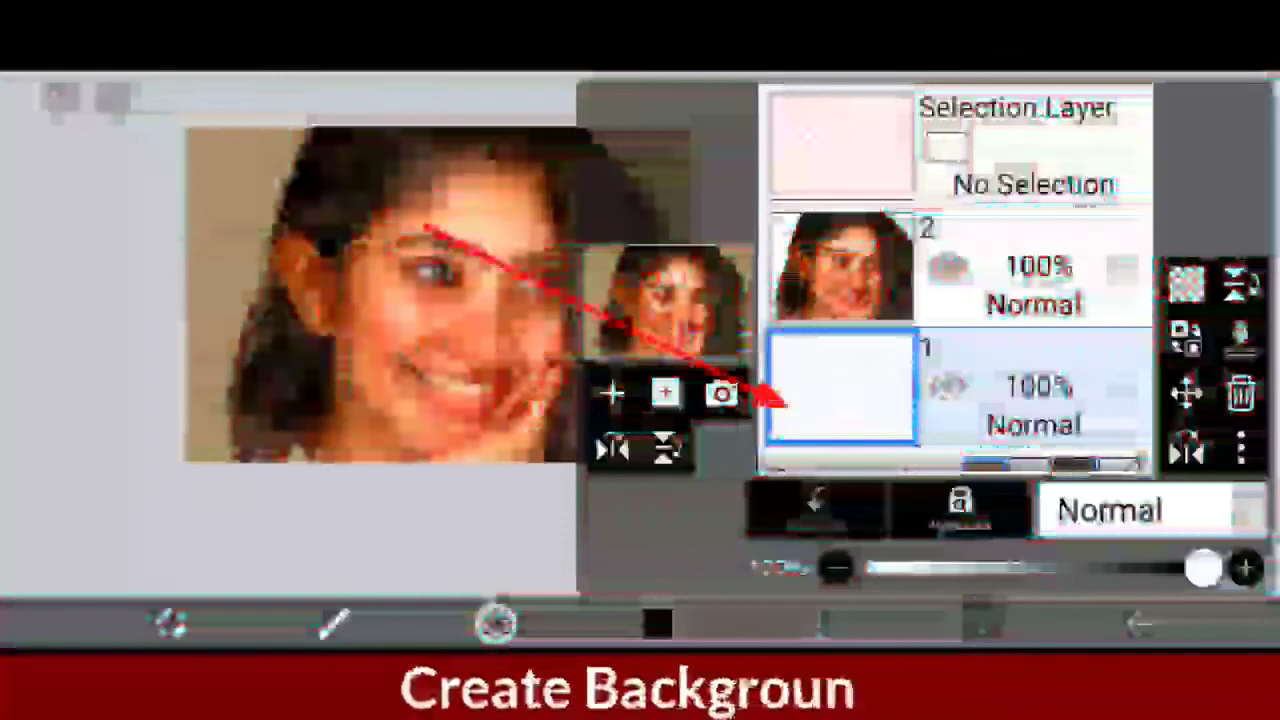 Selection Layer
No Selection
2
100%
Normal
1
100%
Normal
Normal
Create Backgroun